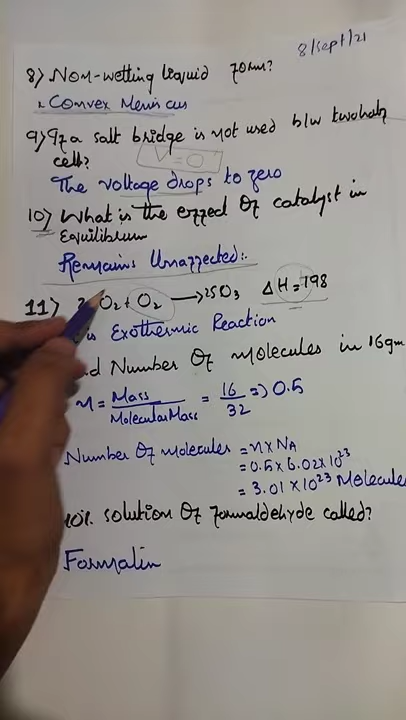 8/Sept/21
8) Non-wetting liquid form?
Convex Meniscus
9) If a salt bridge is not used b/w two half
cell?
V=0
The voltage drops to zero
10) What is the effect Of catalyst in
Equilibrium
Remains Unaffected:.
11) O2+ O2 → 2SO3 ΔH=-198
is Exothermic Reaction
Number Of molecules in 16gm
n = Mass/Molecular Mass = 16/32 => 0.5
Number Of molecules = n x NA
= 0.5 x 6.02 x 10^23
= 3.01 x 10^23 Molecules
solution Of formaldehyde called?
Formalin